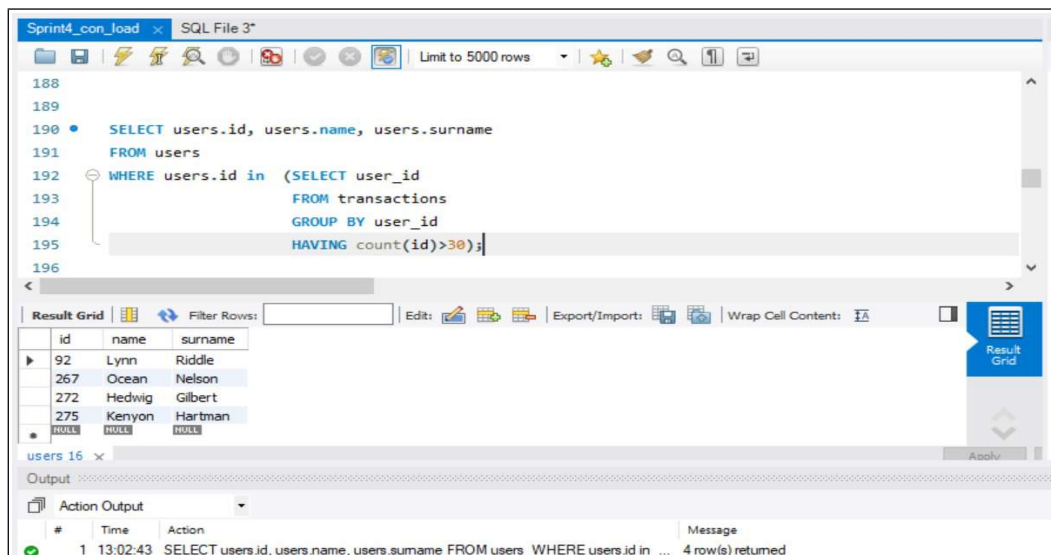 Sprint4_con_load × SQL File 3*
Limit to 5000 rows
188
189
190 SELECT users.id, users.name, users.surname
191 FROM users
192 WHERE users.id in (SELECT user_id
193 FROM transactions
194 GROUP BY user_id
195 HAVING count(id)>30);
196
Result Grid Filter Rows: Edit: Export/Import: Wrap Cell Content:
Result Grid
id name surname
92 Lynn Riddle
267 Ocean Nelson
272 Hedwig Gilbert
275 Kenyon Hartman
NULL NULL NULL
users 16 × Apply
Output
Action Output
# Time Action Message
1 13:02:43 SELECT users.id, users.name, users.surname FROM users WHERE users.id in ... 4 row(s) returned